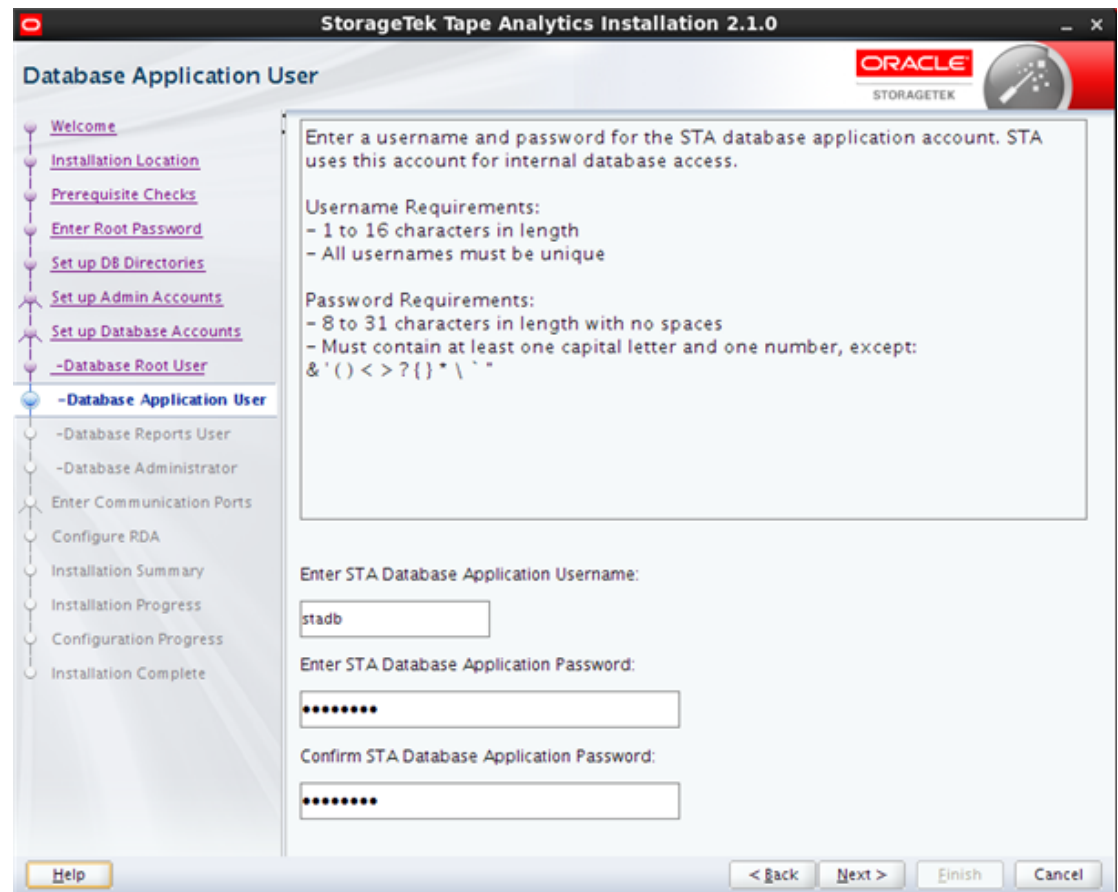 StorageTek Tape Analytics Installation 2.1.0
Database Application User
ORACLE
STORAGETEK
Welcome
Installation Location
Prerequisite Checks
Enter Root Password
Set up DB Directories
Set up Admin Accounts
Set up Database Accounts
-Database Root User
-Database Application User
-Database Reports User
-Database Administrator
Enter Communication Ports
Configure RDA
Installation Summary
Installation Progress
Configuration Progress
Installation Complete
Enter a username and password for the STA database application account. STA
uses this account for internal database access.
Username Requirements:
- 1 to 16 characters in length
- All usernames must be unique
Password Requirements:
- 8 to 31 characters in length with no spaces
- Must contain at least one capital letter and one number, except:
& ' ( ) < > ? { } * \ ` "
Enter STA Database Application Username:
stadb
Enter STA Database Application Password:
••••••••
Confirm STA Database Application Password:
••••••••
Help
< Back
Next >
Finish
Cancel